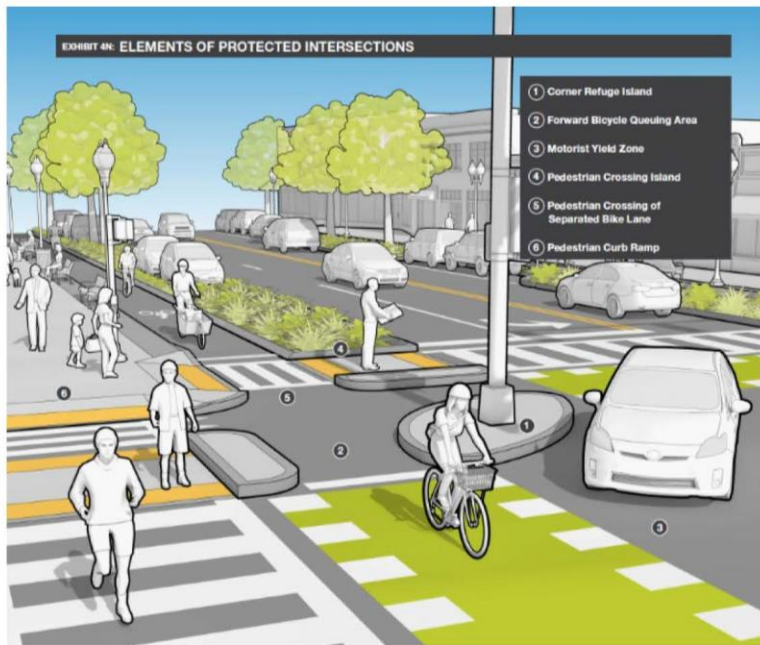 EXHIBIT 4N: ELEMENTS OF PROTECTED INTERSECTIONS
1 Corner Refuge Island
2 Forward Bicycle Queuing Area
3 Motorist Yield Zone
4 Pedestrian Crossing Island
5 Pedestrian Crossing of
Separated Bike Lane
6 Pedestrian Curb Ramp
4
5
6
1
2
3